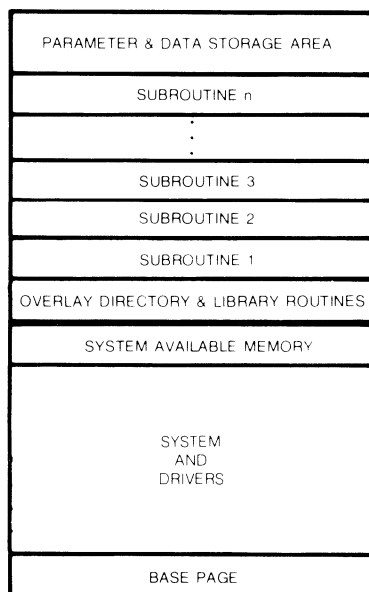 PARAMETER & DATA STORAGE AREA
SUBROUTINE n
.
.
.
SUBROUTINE 3
SUBROUTINE 2
SUBROUTINE 1
OVERLAY DIRECTORY & LIBRARY ROUTINES
SYSTEM AVAILABLE MEMORY
SYSTEM
AND
DRIVERS
BASE PAGE